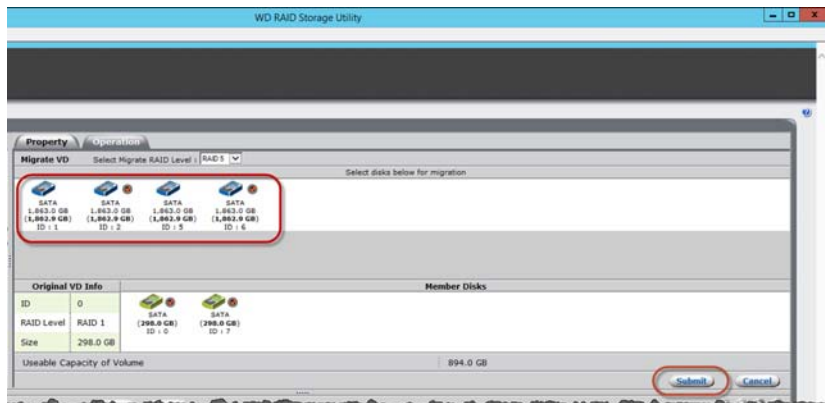 WD RAID Storage Utility
Property Operation
Migrate VD Select Migrate RAID Level : RAID 5
Select disks below for migration
SATA SATA SATA SATA
1,863.0 GB 1,863.0 GB 1,863.0 GB 1,863.0 GB
(1,862.9 GB) (1,862.9 GB) (1,862.9 GB) (1,862.9 GB)
ID : 1 ID : 2 ID : 5 ID : 6
Original VD Info Member Disks
ID 0
RAID Level RAID 1
Size 298.0 GB
SATA SATA
(298.0 GB) (298.0 GB)
ID : 0 ID : 7
Useable Capacity of Volume 894.0 GB
Submit Cancel